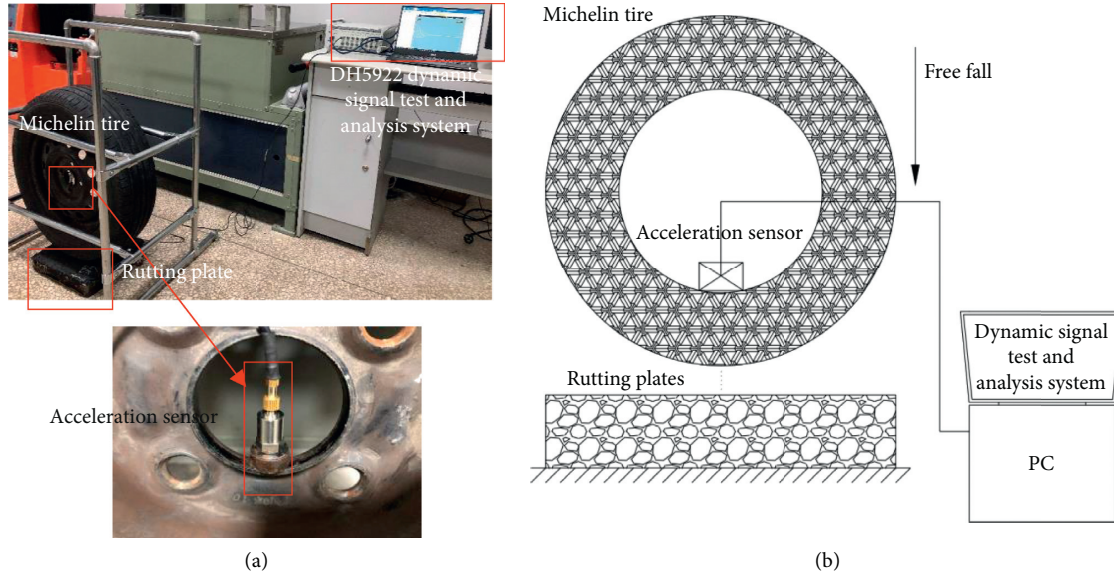 DH5922 dynamic
signal test and
analysis system
Michelin tire
Rutting plate
Acceleration sensor
(a)
Michelin tire
Free fall
Acceleration sensor
Dynamic signal
test and
analysis system
Rutting plates
PC
(b)